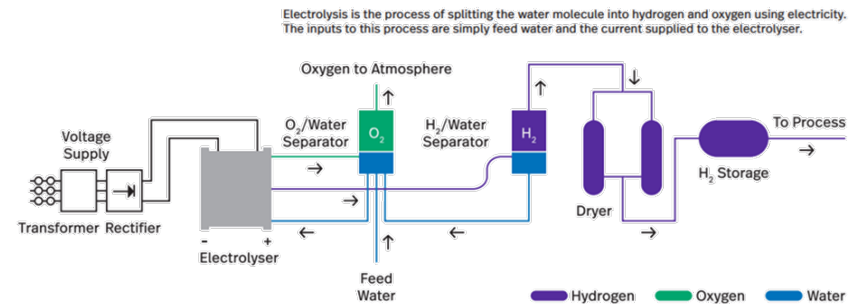 Electrolysis is the process of splitting the water molecule into hydrogen and oxygen using electricity.
The inputs to this process are simply feed water and the current supplied to the electrolyser.
Oxygen to Atmosphere
Voltage
Supply
O₂/Water
Separator
O₂
H₂/Water
Separator
H₂
To Process
H₂ Storage
Dryer
Transformer Rectifier
- +
Electrolyser
Feed
Water
Hydrogen Oxygen Water